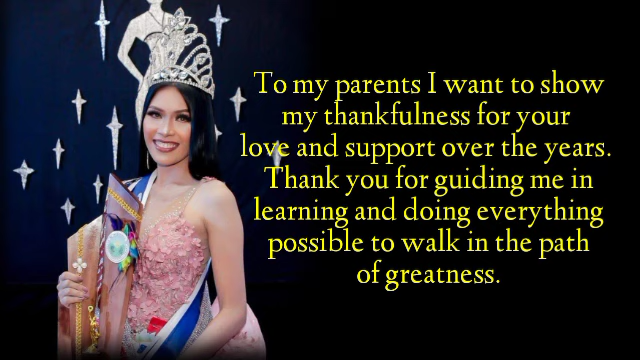 To my parents I want to show
my thankfulness for your
love and support over the years.
Thank you for guiding me in
learning and doing everything
possible to walk in the path
of greatness.